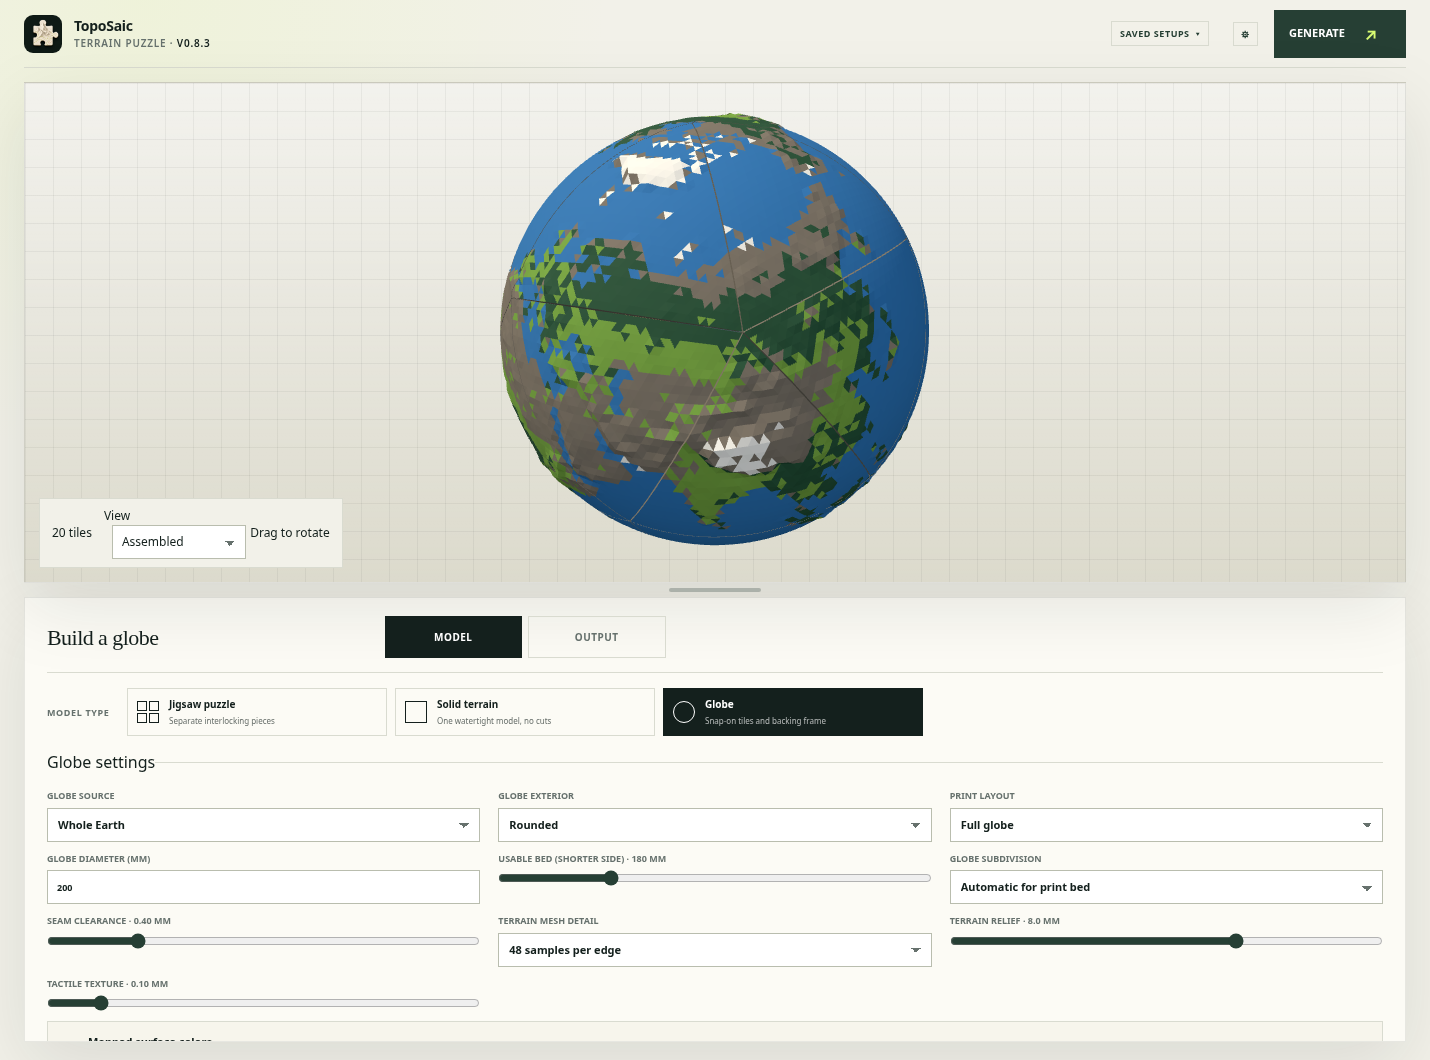 TopoSaic
TERRAIN PUZZLE · V0.8.3
SAVED SETUPS
GENERATE
View
20 tiles
Assembled
Drag to rotate
Build a globe
MODEL
OUTPUT
MODEL TYPE
Jigsaw puzzle
Separate interlocking pieces
Solid terrain
One watertight model, no cuts
Globe
Snap-on tiles and backing frame
Globe settings
GLOBE SOURCE
GLOBE EXTERIOR
PRINT LAYOUT
Whole Earth
Rounded
Full globe
GLOBE DIAMETER (MM)
USABLE BED (SHORTER SIDE) · 180 MM
GLOBE SUBDIVISION
200
Automatic for print bed
SEAM CLEARANCE · 0.40 MM
TERRAIN MESH DETAIL
TERRAIN RELIEF · 8.0 MM
48 samples per edge
TACTILE TEXTURE · 0.10 MM
Mapped surface colors